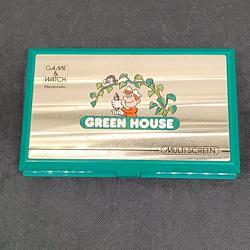 GAME
&
WATCH
Nintendo
GREEN HOUSE
MULTI SCREEN